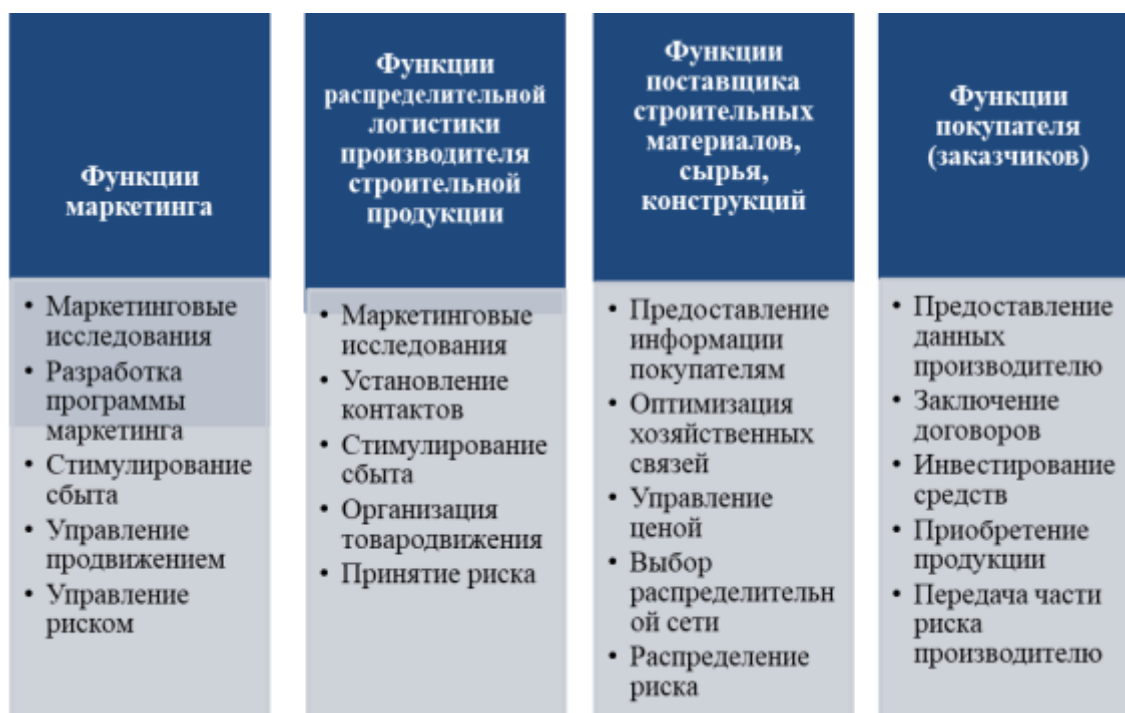 Функции
маркетинга
• Маркетинговые
исследования
• Разработка
программы
маркетинга
• Стимулирование
сбыта
• Управление
продвижением
• Управление
риском
Функции
распределительной
логистики
производителя
строительной
продукции
• Маркетинговые
исследования
• Установление
контактов
• Стимулирование
сбыта
• Организация
товародвижения
• Принятие риска
Функции
поставщика
строительных
материалов,
сырья,
конструкций
• Предоставление
информации
покупателям
• Оптимизация
хозяйственных
связей
• Управление
ценой
• Выбор
распределительн
ой сети
• Распределение
риска
Функции
покупателя
(заказчиков)
• Предоставление
данных
производителю
• Заключение
договоров
• Инвестирование
средств
• Приобретение
продукции
• Передача части
риска
производителю